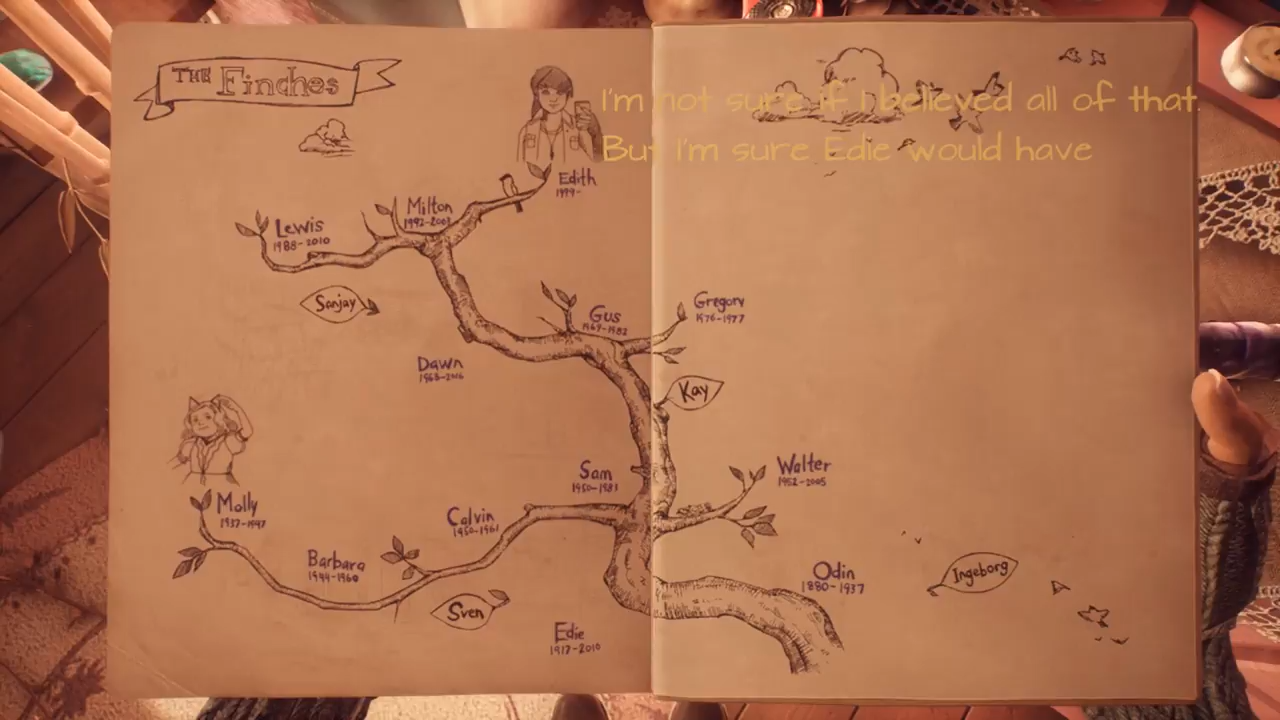 THE Finches
I'm not sure if I believed all of that.
But I'm sure Edie would have
Edith
1999-
Milton
1992-2003
Lewis
1988-2010
Sanjay
Gus
1969-1982
Gregory
1976-1977
Dawn
1968-2016
Kay
Sam
1950-1983
Walter
1952-2005
Molly
1937-1947
Calvin
1950-1961
Barbara
1944-1960
Odin
1880-1937
Ingeborg
Sven
Edie
1917-2010